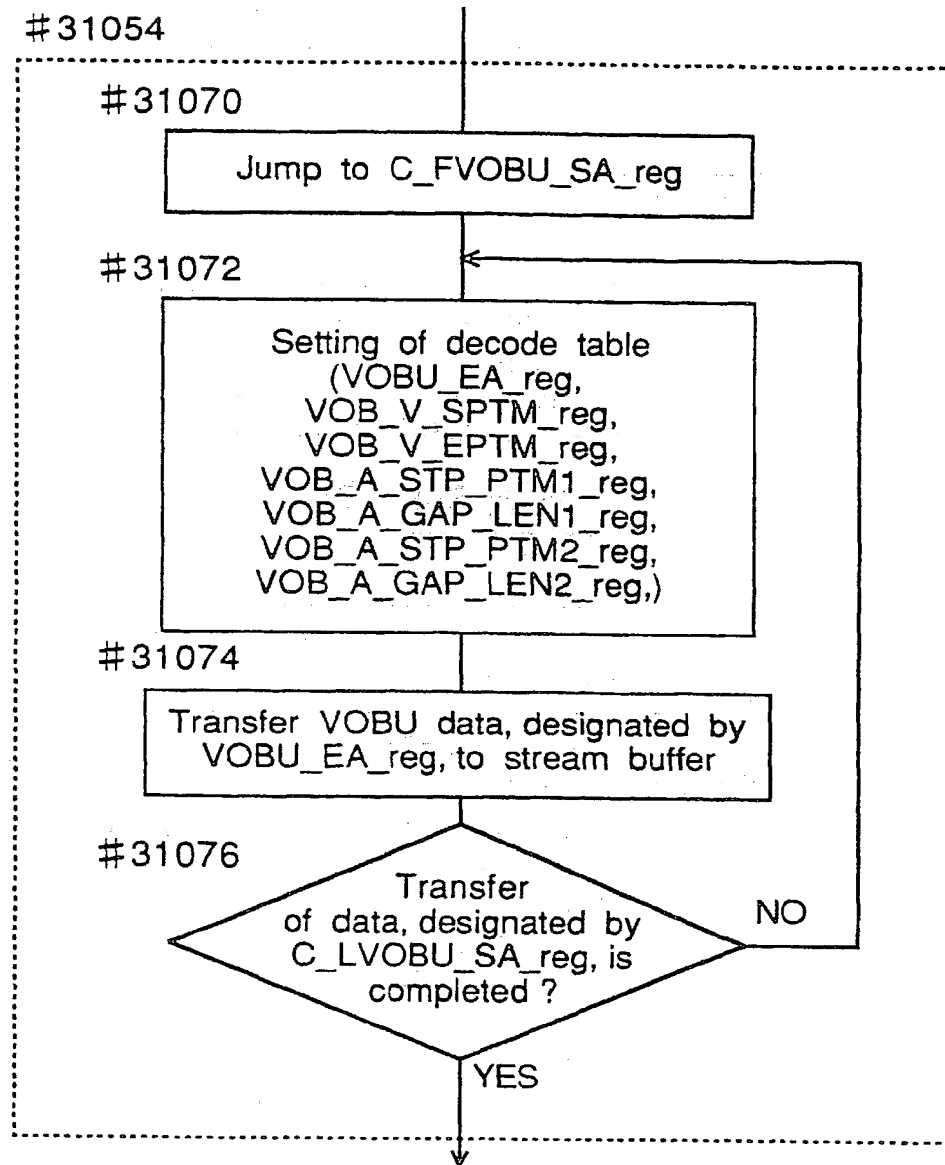 #31054
#31070
Jump to C_FVOBU_SA_reg
#31072
Setting of decode table
(VOBU_EA_reg,
VOB_V_SPTM_reg,
VOB_V_EPTM_reg,
VOB_A_STP_PTM1_reg,
VOB_A_GAP_LEN1_reg,
VOB_A_STP_PTM2_reg,
VOB_A_GAP_LEN2_reg,)
#31074
Transfer VOBU data, designated by
VOBU_EA_reg, to stream buffer
#31076
Transfer
of data, designated by
C_LVOBU_SA_reg, is
completed ?
NO
YES